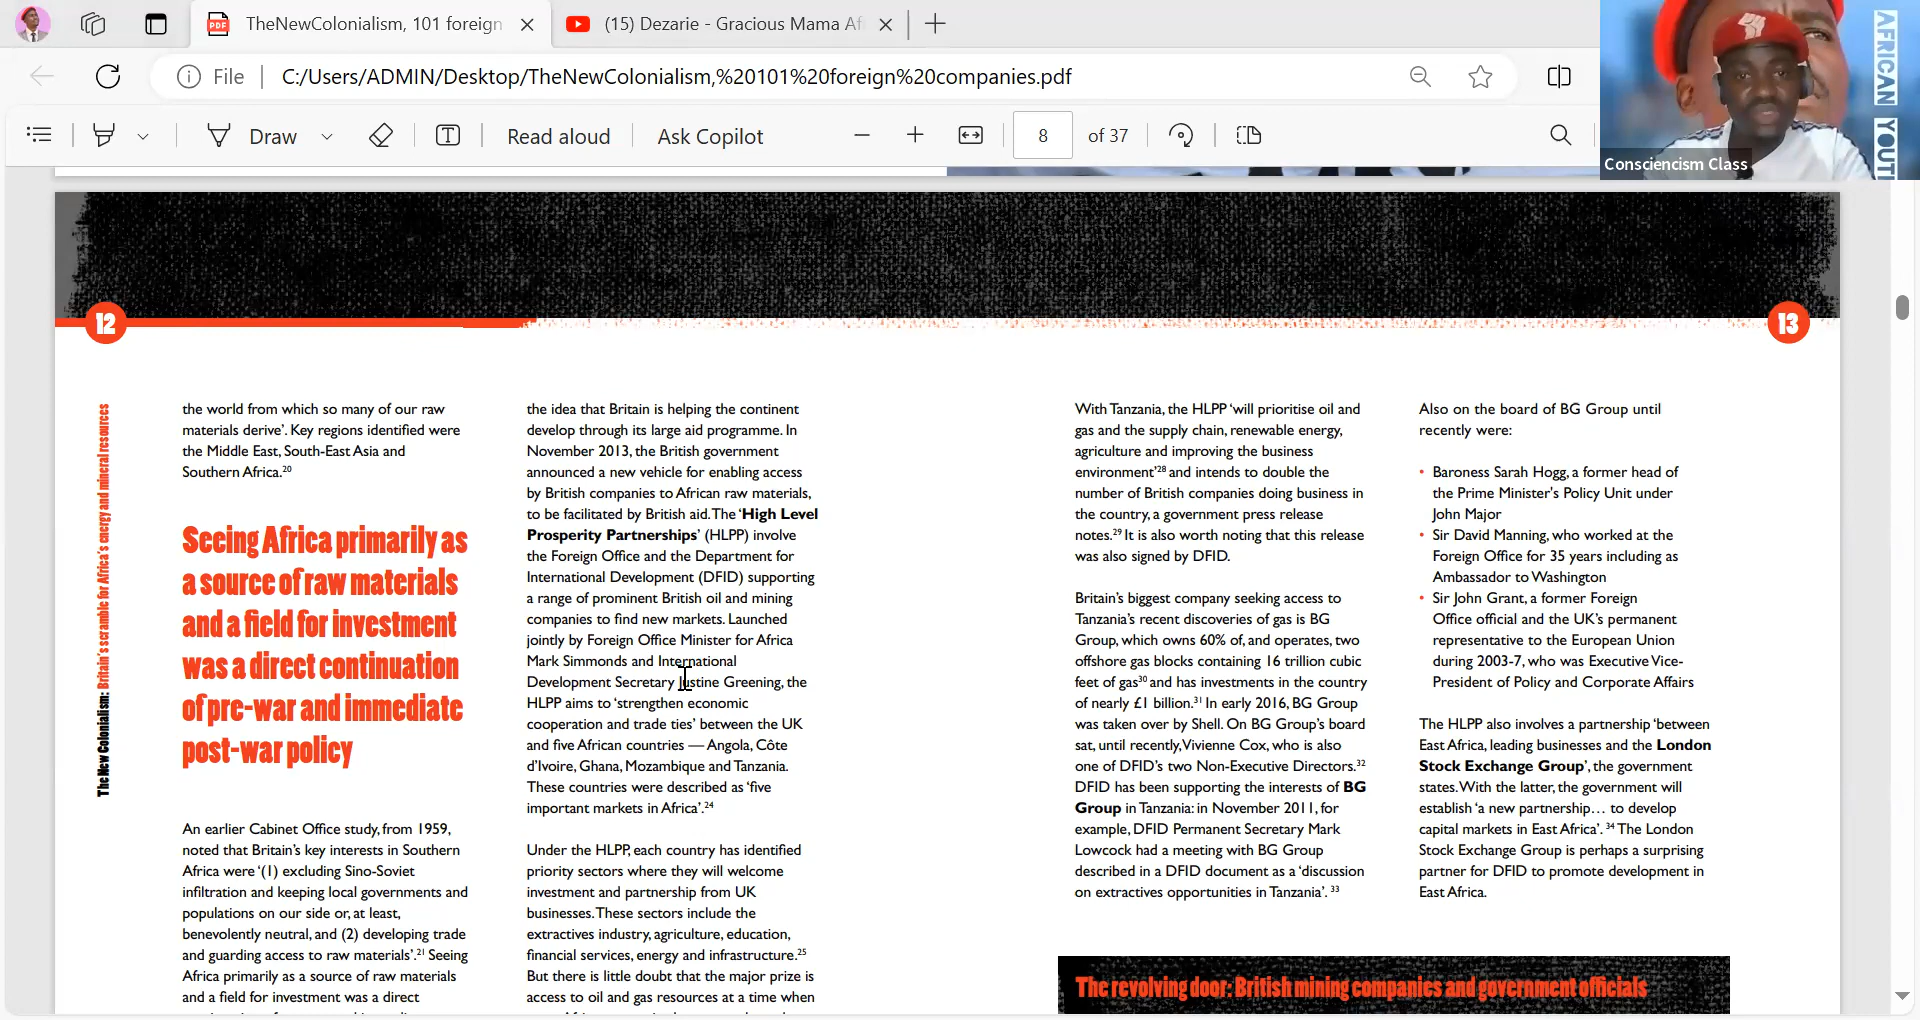 TheNewColonialism, 101 foreign
(15) Dezarie - Gracious Mama Af
File
C:/Users/ADMIN/Desktop/TheNewColonialism,%20101%20foreign%20companies.pdf
Draw
Read aloud
Ask Copilot
8
of 37
AFRICAN YOUT
Consciencism Class
12
13
The New Colonialism: Britain's scramble for Africa's energy and mineral resources
the world from which so many of our raw
materials derive'. Key regions identified were
the Middle East, South-East Asia and
Southern Africa.20
Seeing Africa primarily as
a source of raw materials
and a field for investment
was a direct continuation
of pre-war and immediate
post-war policy
An earlier Cabinet Office study, from 1959,
noted that Britain's key interests in Southern
Africa were '(1) excluding Sino-Soviet
infiltration and keeping local governments and
populations on our side or, at least,
benevolently neutral, and (2) developing trade
and guarding access to raw materials'.21 Seeing
Africa primarily as a source of raw materials
and a field for investment was a direct
the idea that Britain is helping the continent
develop through its large aid programme. In
November 2013, the British government
announced a new vehicle for enabling access
by British companies to African raw materials,
to be facilitated by British aid. The 'High Level
Prosperity Partnerships' (HLPP) involve
the Foreign Office and the Department for
International Development (DFID) supporting
a range of prominent British oil and mining
companies to find new markets. Launched
jointly by Foreign Office Minister for Africa
Mark Simmonds and International
Development Secretary Justine Greening, the
HLPP aims to 'strengthen economic
cooperation and trade ties' between the UK
and five African countries — Angola, Côte
d'Ivoire, Ghana, Mozambique and Tanzania.
These countries were described as 'five
important markets in Africa'.24
Under the HLPP, each country has identified
priority sectors where they will welcome
investment and partnership from UK
businesses. These sectors include the
extractives industry, agriculture, education,
financial services, energy and infrastructure.25
But there is little doubt that the major prize is
access to oil and gas resources at a time when
With Tanzania, the HLPP 'will prioritise oil and
gas and the supply chain, renewable energy,
agriculture and improving the business
environment'28 and intends to double the
number of British companies doing business in
the country, a government press release
notes.29 It is also worth noting that this release
was also signed by DFID.
Britain's biggest company seeking access to
Tanzania's recent discoveries of gas is BG
Group, which owns 60% of, and operates, two
offshore gas blocks containing 16 trillion cubic
feet of gas30 and has investments in the country
of nearly £1 billion.31 In early 2016, BG Group
was taken over by Shell. On BG Group's board
sat, until recently, Vivienne Cox, who is also
one of DFID's two Non-Executive Directors.32
DFID has been supporting the interests of BG
Group in Tanzania: in November 2011, for
example, DFID Permanent Secretary Mark
Lowcock had a meeting with BG Group
described in a DFID document as a 'discussion
on extractives opportunities in Tanzania'. 33
Also on the board of BG Group until
recently were:
• Baroness Sarah Hogg, a former head of
the Prime Minister's Policy Unit under
John Major
• Sir David Manning, who worked at the
Foreign Office for 35 years including as
Ambassador to Washington
• Sir John Grant, a former Foreign
Office official and the UK's permanent
representative to the European Union
during 2003-7, who was Executive Vice-
President of Policy and Corporate Affairs
The HLPP also involves a partnership 'between
East Africa, leading businesses and the London
Stock Exchange Group', the government
states. With the latter, the government will
establish 'a new partnership… to develop
capital markets in East Africa'. 34 The London
Stock Exchange Group is perhaps a surprising
partner for DFID to promote development in
East Africa.
The revolving door: British mining companies and government officials